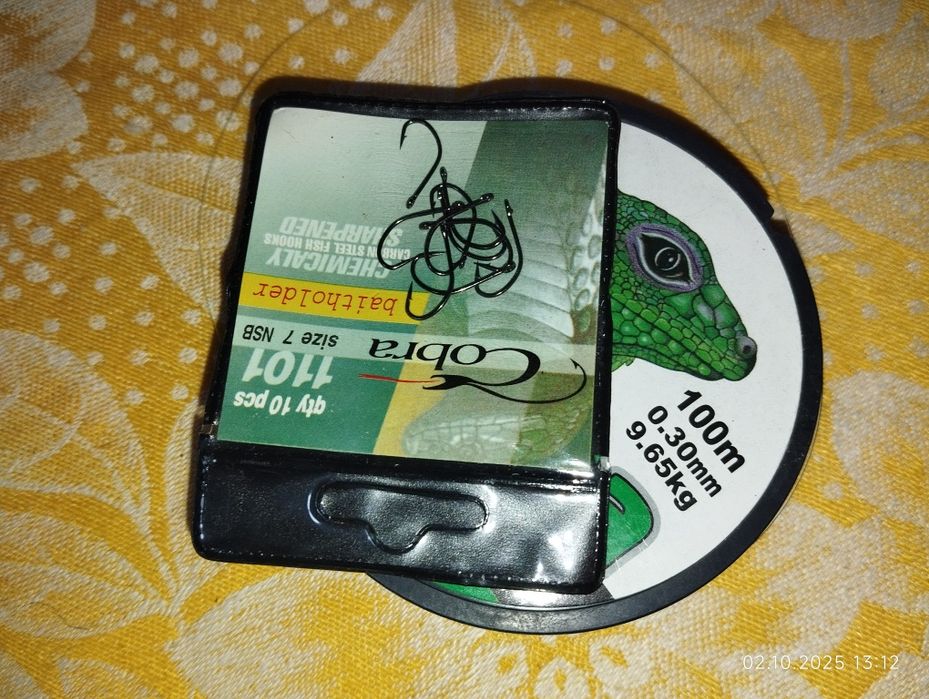 qty 10 pcs
1101
size 7 NSB
Cobra
baitholder
CHEMICALY
CARBON STEEL FISH HOOKS
SHARPENED
100m
0.30mm
9.65kg
02.10.2025 13:12